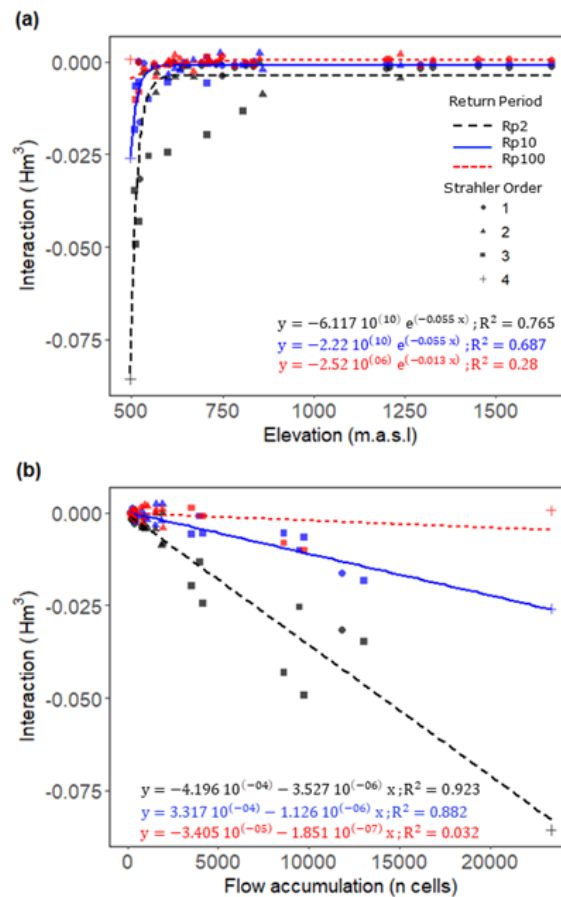 (a)
0.000
-0.025
-0.050
-0.075
Interaction (Hm³)
Return Period
Rp2
Rp10
Rp100
Strahler Order
1
2
3
4
y = −6.117 10⁽¹⁰⁾ e⁽⁻⁰·⁰⁵⁵ ˣ⁾ ; R² = 0.765
y = −2.22 10⁽¹⁰⁾ e⁽⁻⁰·⁰⁵⁵ ˣ⁾ ; R² = 0.687
y = −2.52 10⁽⁰⁶⁾ e⁽⁻⁰·⁰¹³ ˣ⁾ ; R² = 0.28
500 750 1000 1250 1500
Elevation (m.a.s.l)
(b)
0.000
-0.025
-0.050
-0.075
Interaction (Hm³)
y = −4.196 10⁽⁻⁰⁴⁾ − 3.527 10⁽⁻⁰⁶⁾ x; R² = 0.923
y = 3.317 10⁽⁻⁰⁴⁾ − 1.126 10⁽⁻⁰⁶⁾ x; R² = 0.882
y = −3.405 10⁽⁻⁰⁵⁾ − 1.851 10⁽⁻⁰⁷⁾ x; R² = 0.032
0 5000 10000 15000 20000
Flow accumulation (n cells)